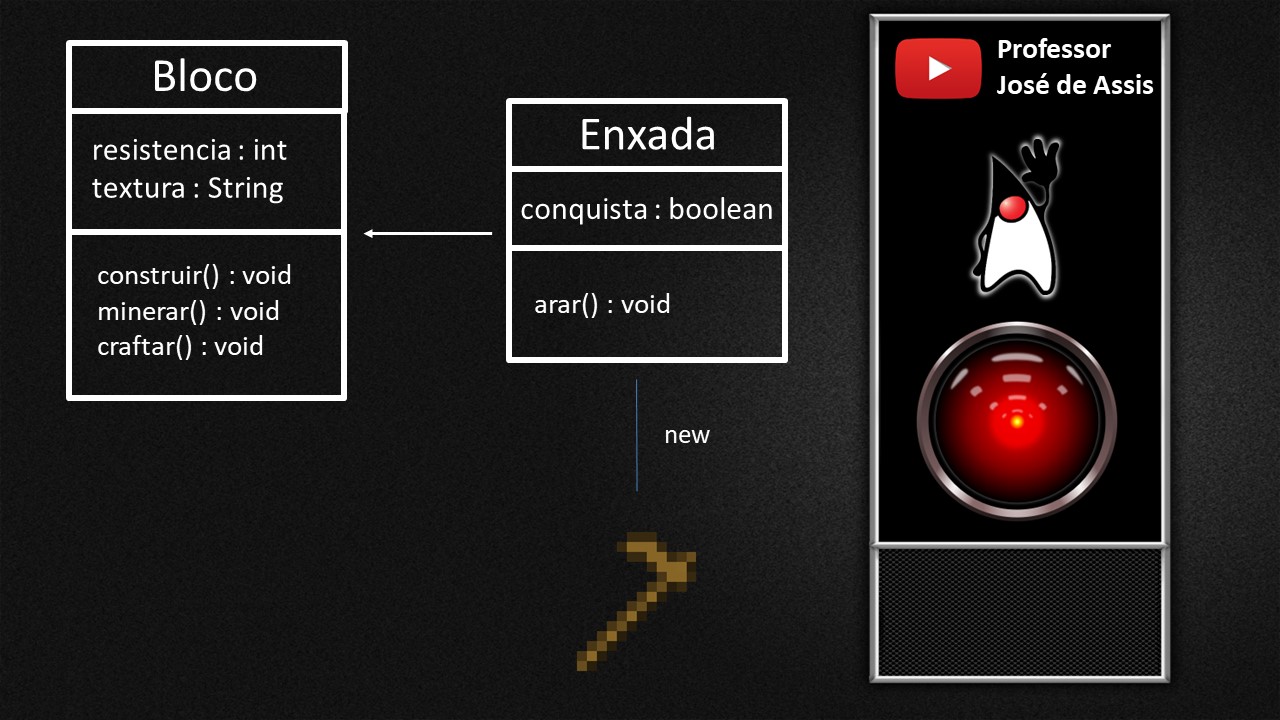 Bloco
resistencia : int
textura : String
construir() : void
minerar() : void
craftar() : void
Enxada
conquista : boolean
arar() : void
new
Professor
José de Assis